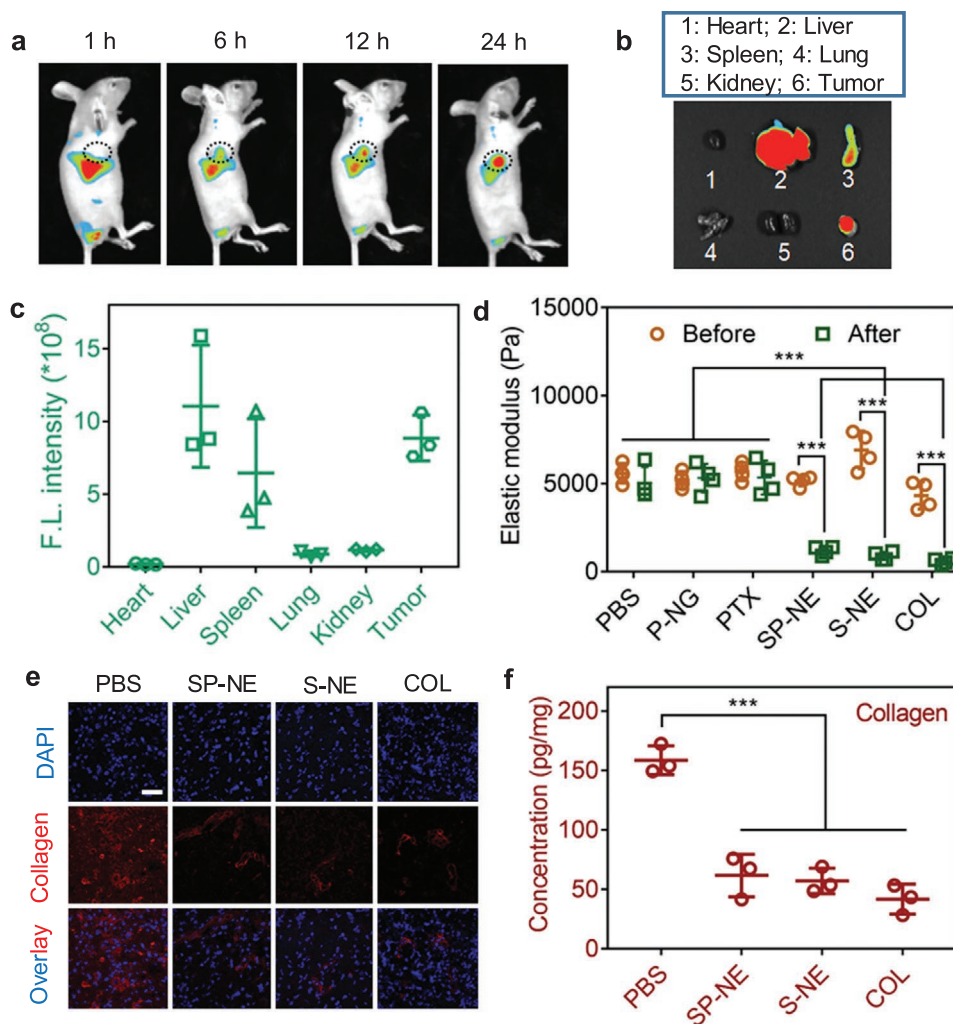 a
1 h 6 h 12 h 24 h
b
1: Heart; 2: Liver
3: Spleen; 4: Lung
5: Kidney; 6: Tumor
1 2 3
4 5 6
c
F.L. intensity (*10⁸)
15
10
5
0
Heart Liver Spleen Lung Kidney Tumor
d
Elastic modulus (Pa)
15000
10000
5000
0
Before After
***
***
***
***
PBS P-NG PTX SP-NE S-NE COL
e
PBS SP-NE S-NE COL
DAPI
Collagen
Overlay
f
Concentration (pg/mg)
200
150
100
50
0
Collagen
***
PBS SP-NE S-NE COL